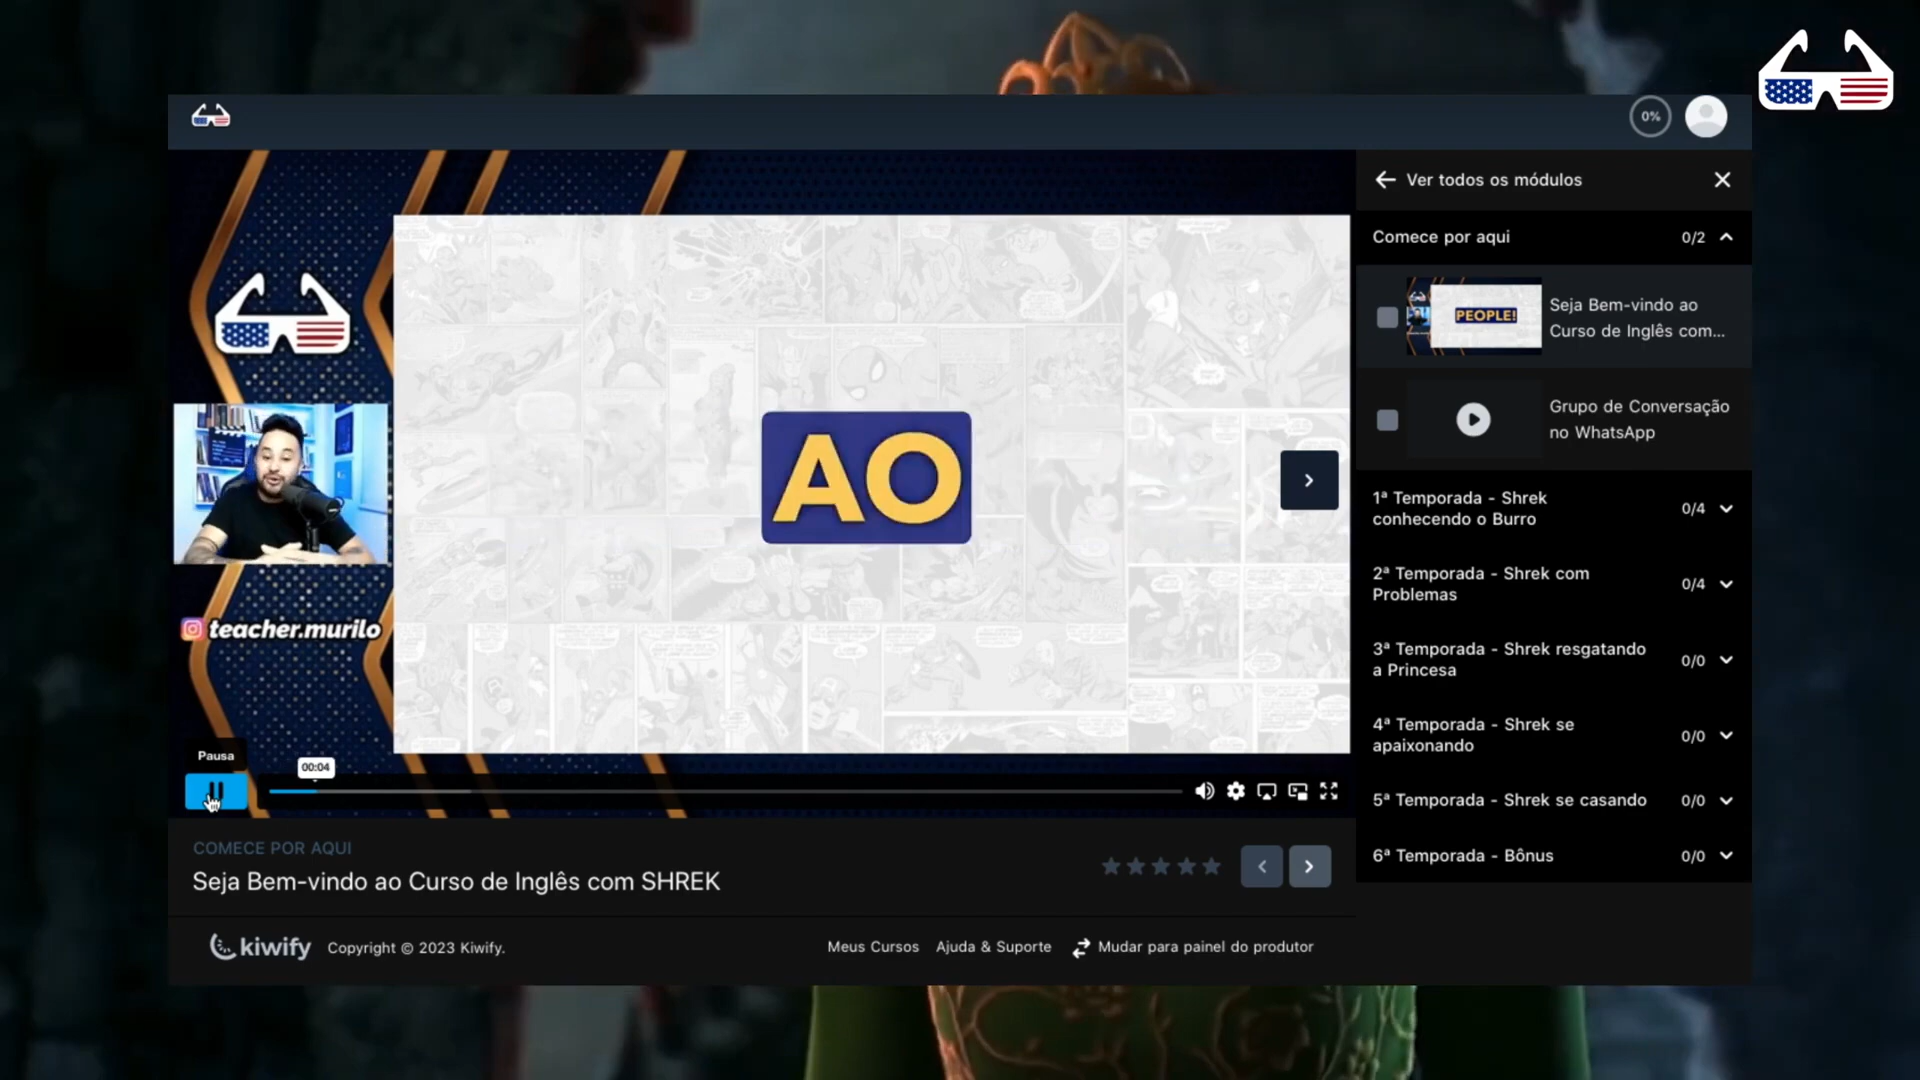 0%
Ver todos os módulos
Comece por aqui
0/2
PEOPLE!
Seja Bem-vindo ao
Curso de Inglês com...
Grupo de Conversação
no WhatsApp
1ª Temporada - Shrek
conhecendo o Burro
0/4
2ª Temporada - Shrek com
Problemas
0/4
3ª Temporada - Shrek resgatando
a Princesa
0/0
4ª Temporada - Shrek se
apaixonando
0/0
5ª Temporada - Shrek se casando
0/0
6ª Temporada - Bônus
0/0
AO
teacher.murilo
Pausa
00:04
COMECE POR AQUI
Seja Bem-vindo ao Curso de Inglês com SHREK
kiwify
Copyright © 2023 Kiwify.
Meus Cursos
Ajuda & Suporte
Mudar para painel do produtor